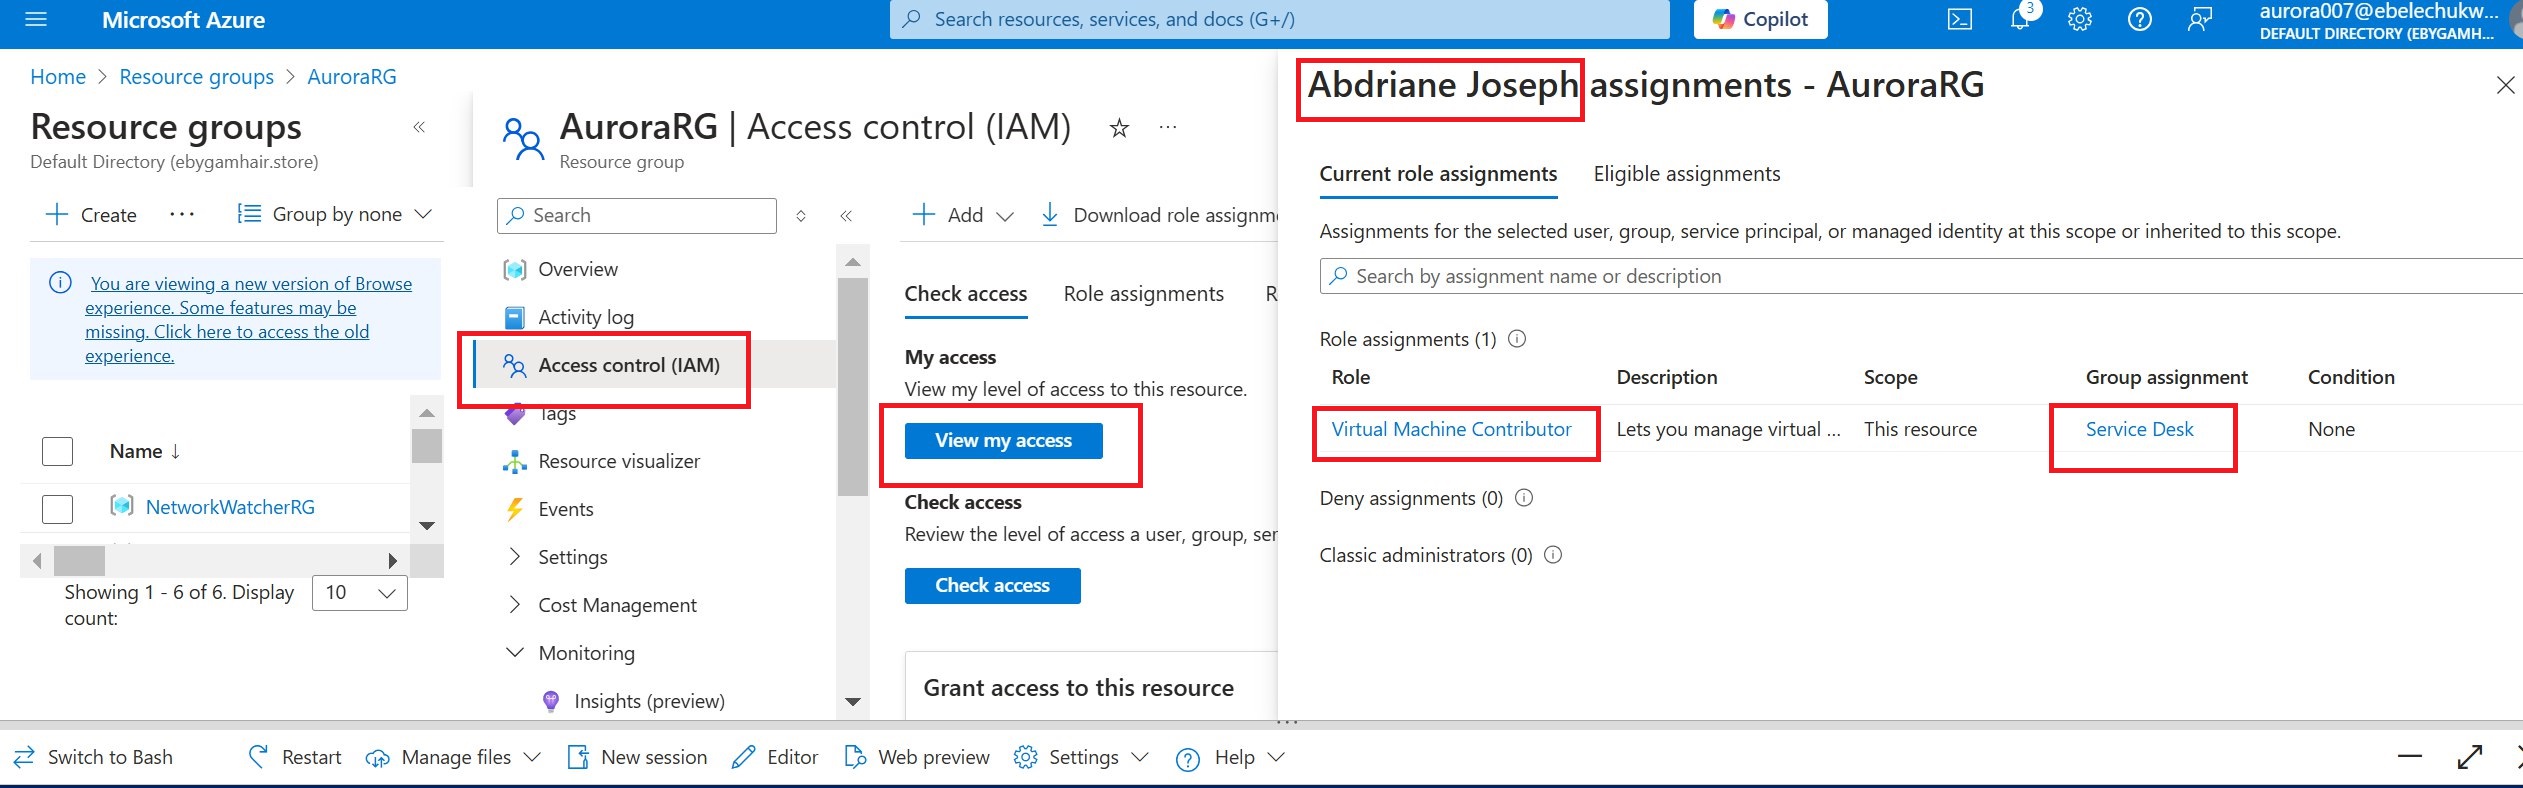 Microsoft Azure
Search resources, services, and docs (G+/)
Copilot
3
aurora007@ebelechukw...
DEFAULT DIRECTORY (EBYGAMH...
Home > Resource groups > AuroraRG
Resource groups
Default Directory (ebygamhair.store)
Create
Group by none
You are viewing a new version of Browse
experience. Some features may be
missing. Click here to access the old
experience.
Name ↓
NetworkWatcherRG
Showing 1 - 6 of 6. Display
count:
10
AuroraRG | Access control (IAM)
Resource group
Search
Overview
Activity log
Access control (IAM)
Tags
Resource visualizer
Events
Settings
Cost Management
Monitoring
Insights (preview)
Add
Download role assignm
Check access
Role assignments
R
My access
View my level of access to this resource.
View my access
Check access
Review the level of access a user, group, ser
Check access
Grant access to this resource
Abdriane Joseph assignments - AuroraRG
Current role assignments
Eligible assignments
Assignments for the selected user, group, service principal, or managed identity at this scope or inherited to this scope.
Search by assignment name or description
Role assignments (1)
Role Description Scope Group assignment Condition
Virtual Machine Contributor Lets you manage virtual ... This resource Service Desk None
Deny assignments (0)
Classic administrators (0)
Switch to Bash
Restart
Manage files
New session
Editor
Web preview
Settings
Help